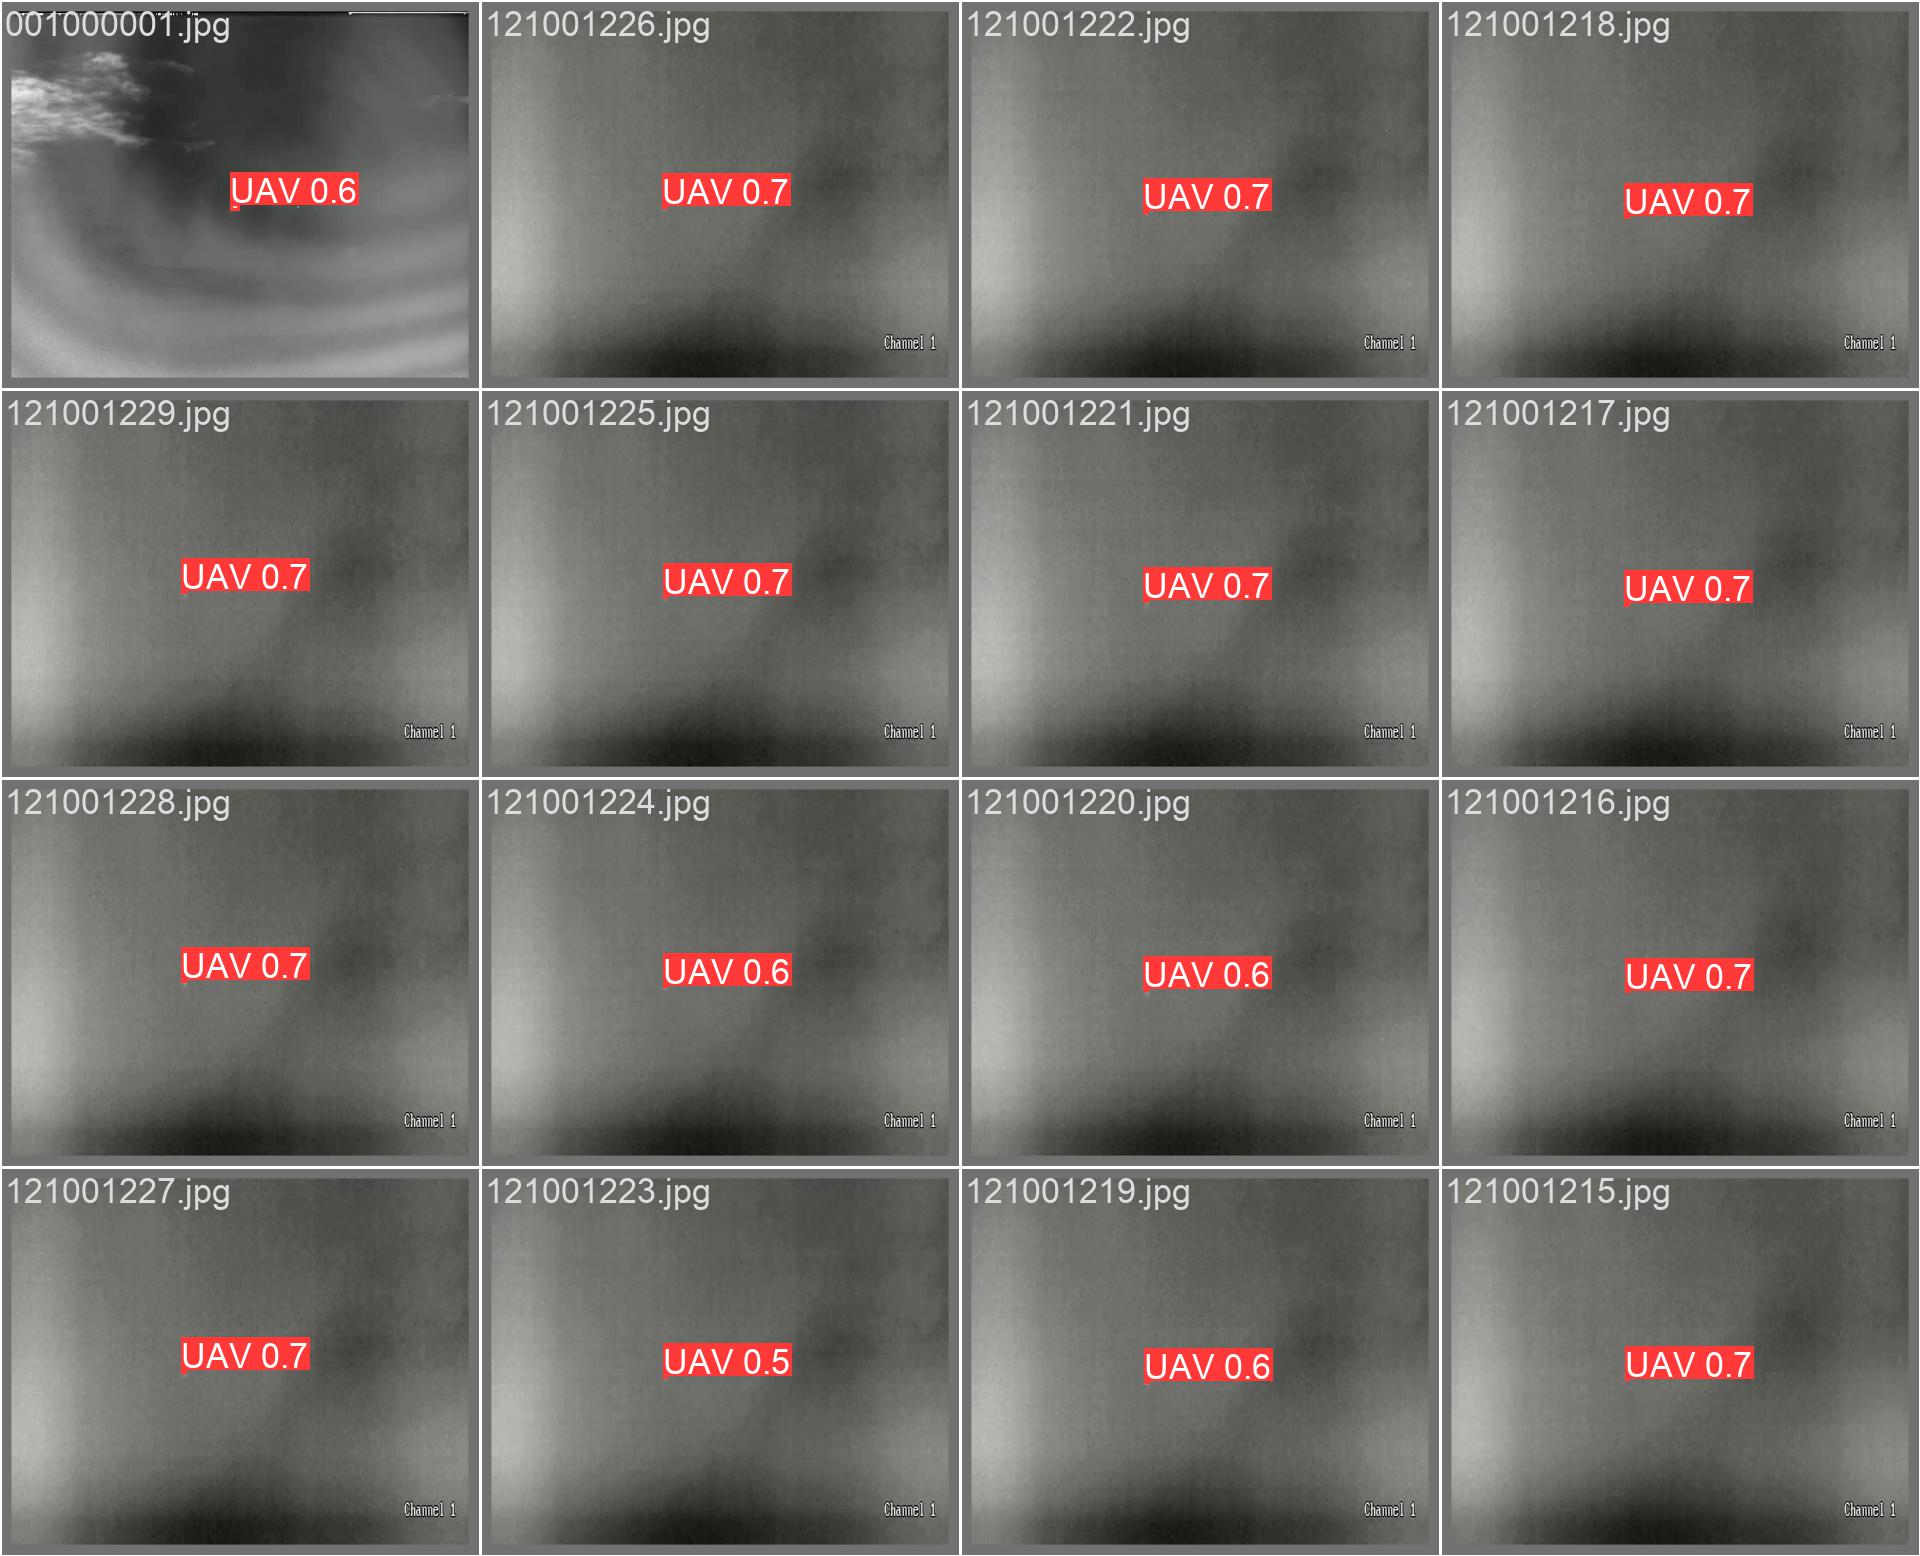 001000001.jpg
UAV 0.6
121001226.jpg
UAV 0.7
Channel 1
121001222.jpg
UAV 0.7
Channel 1
121001218.jpg
UAV 0.7
Channel 1
121001229.jpg
UAV 0.7
Channel 1
121001225.jpg
UAV 0.7
Channel 1
121001221.jpg
UAV 0.7
Channel 1
121001217.jpg
UAV 0.7
Channel 1
121001228.jpg
UAV 0.7
Channel 1
121001224.jpg
UAV 0.6
Channel 1
121001220.jpg
UAV 0.6
Channel 1
121001216.jpg
UAV 0.7
Channel 1
121001227.jpg
UAV 0.7
Channel 1
121001223.jpg
UAV 0.5
Channel 1
121001219.jpg
UAV 0.6
Channel 1
121001215.jpg
UAV 0.7
Channel 1